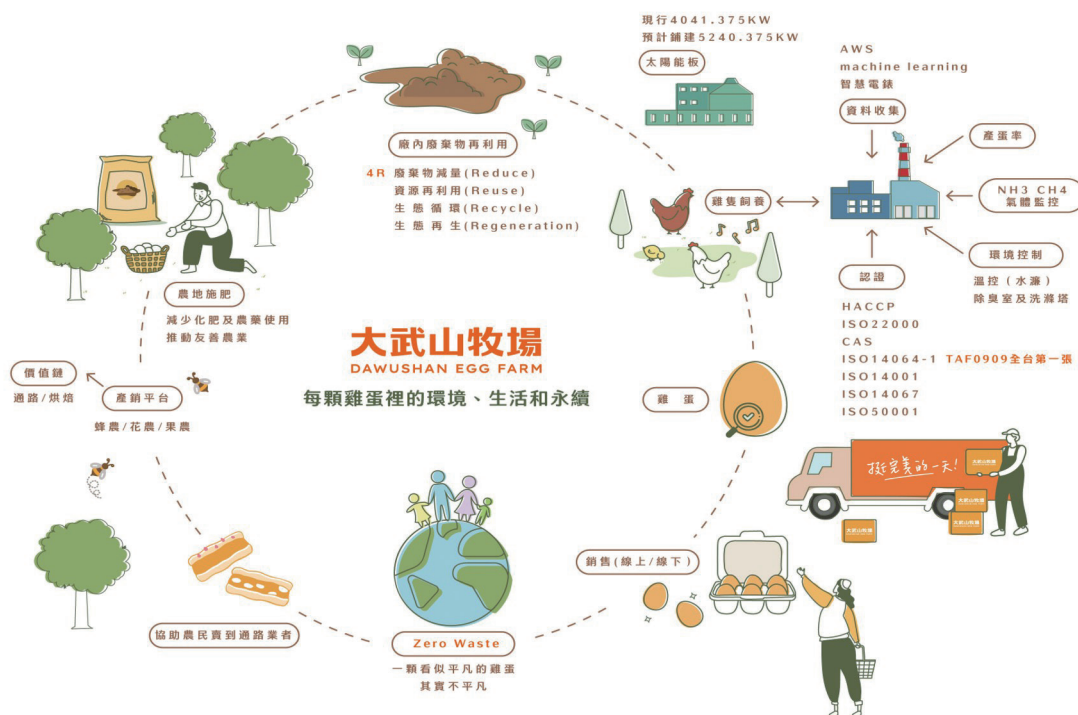 現行4041.375KW
預計鋪建5240.375KW
太陽能板
AWS
machine learning
智慧電錶
資料收集
產蛋率
NH3 CH4
氣體監控
環境控制
溫控（水濂）
除臭室及洗滌塔
雞隻飼養
認證
HACCP
ISO22000
CAS
ISO14064-1 TAF0909全台第一張
ISO14001
ISO14067
ISO50001
廠內廢棄物再利用
4R 廢棄物減量(Reduce)
資源再利用(Reuse)
生態循環(Recycle)
生態再生(Regeneration)
農地施肥
減少化肥及農藥使用
推動友善農業
大武山牧場
DAWUSHAN EGG FARM
每顆雞蛋裡的環境、生活和永續
價值鏈
通路/烘焙
產銷平台
蜂農/花農/果農
雞 蛋
挺完美的一天!
大武山牧場
大武山牧場
大武山牧場
大武山牧場
銷售(線上/線下)
協助農民賣到通路業者
Zero Waste
一顆看似平凡的雞蛋
其實不平凡